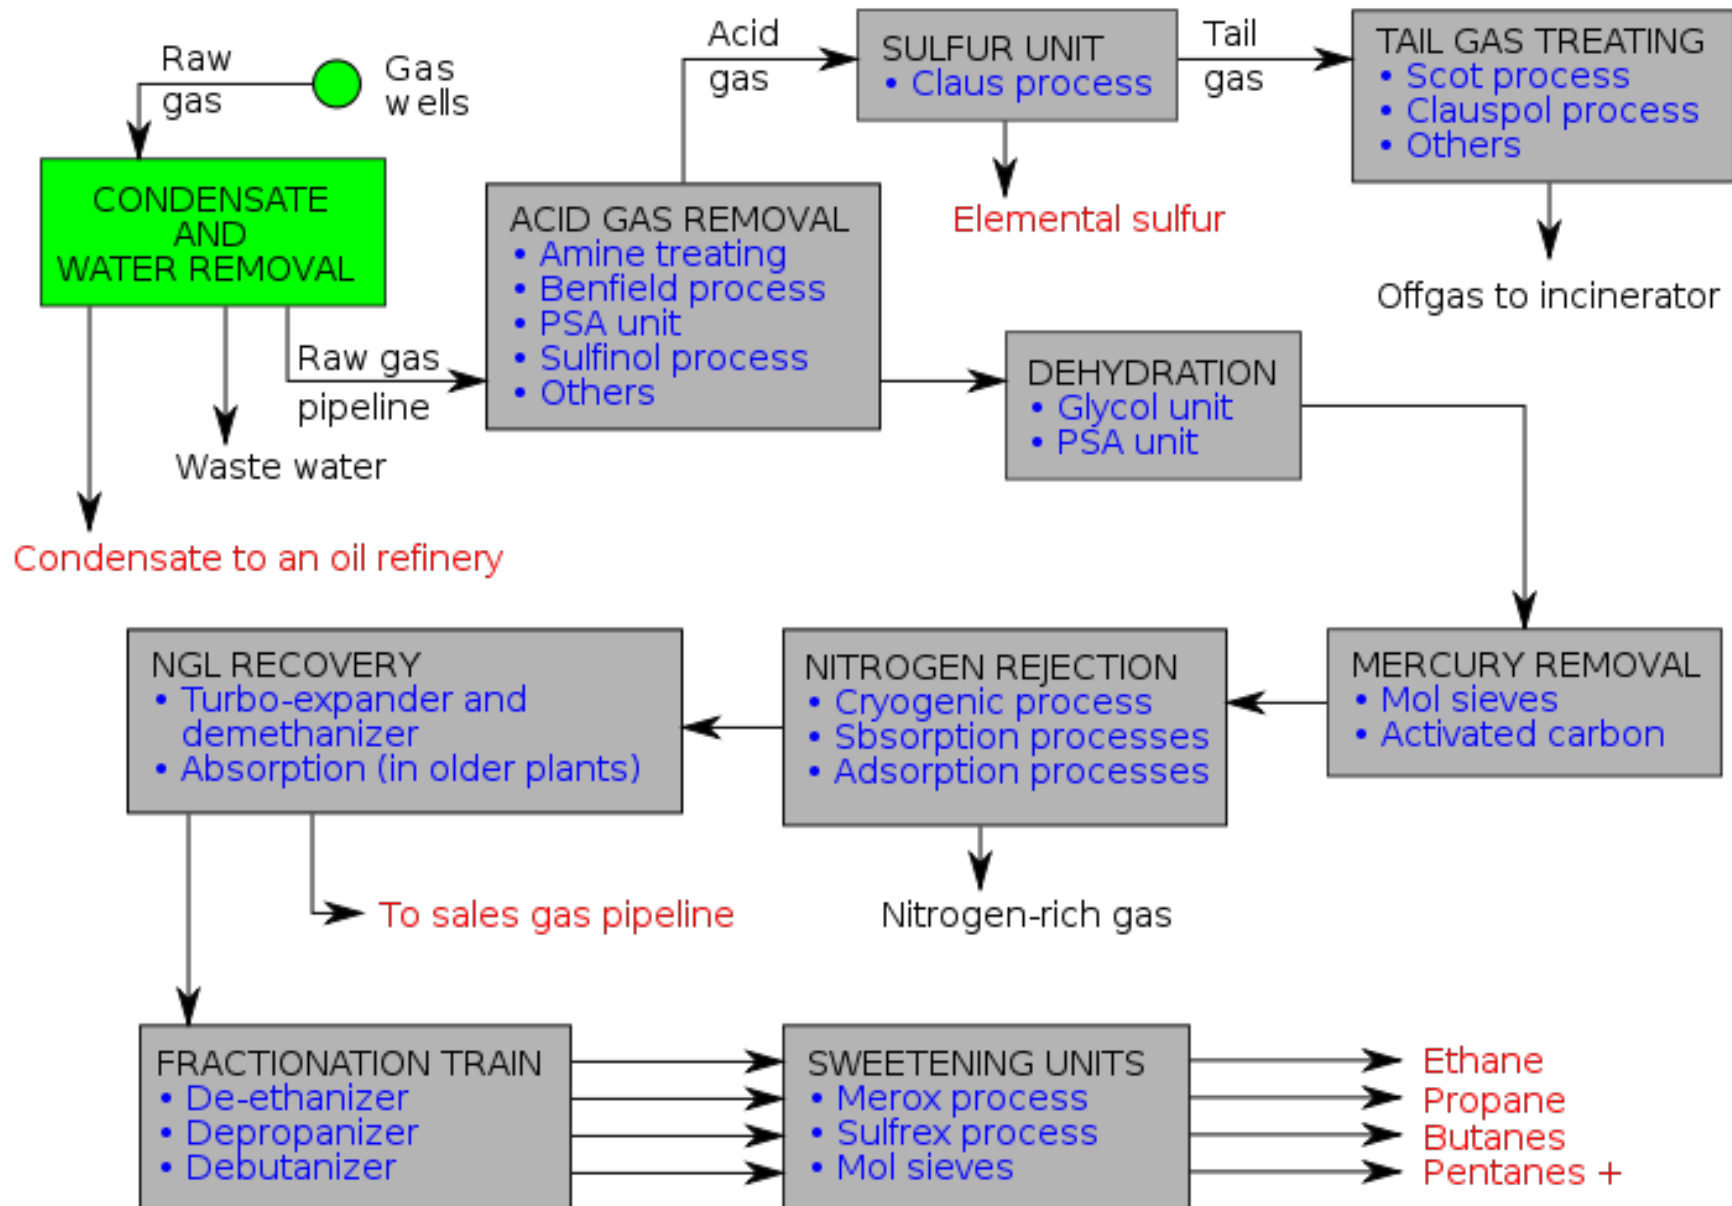 Raw
gas
Gas
wells
CONDENSATE
AND
WATER REMOVAL
Raw gas
pipeline
Waste water
Condensate to an oil refinery
Acid
gas
ACID GAS REMOVAL
• Amine treating
• Benfield process
• PSA unit
• Sulfinol process
• Others
SULFUR UNIT
• Claus process
Elemental sulfur
Tail
gas
TAIL GAS TREATING
• Scot process
• Clauspol process
• Others
Offgas to incinerator
DEHYDRATION
• Glycol unit
• PSA unit
MERCURY REMOVAL
• Mol sieves
• Activated carbon
NITROGEN REJECTION
• Cryogenic process
• Sbsorption processes
• Adsorption processes
Nitrogen-rich gas
NGL RECOVERY
• Turbo-expander and
demethanizer
• Absorption (in older plants)
To sales gas pipeline
FRACTIONATION TRAIN
• De-ethanizer
• Depropanizer
• Debutanizer
SWEETENING UNITS
• Merox process
• Sulfrex process
• Mol sieves
Ethane
Propane
Butanes
Pentanes +